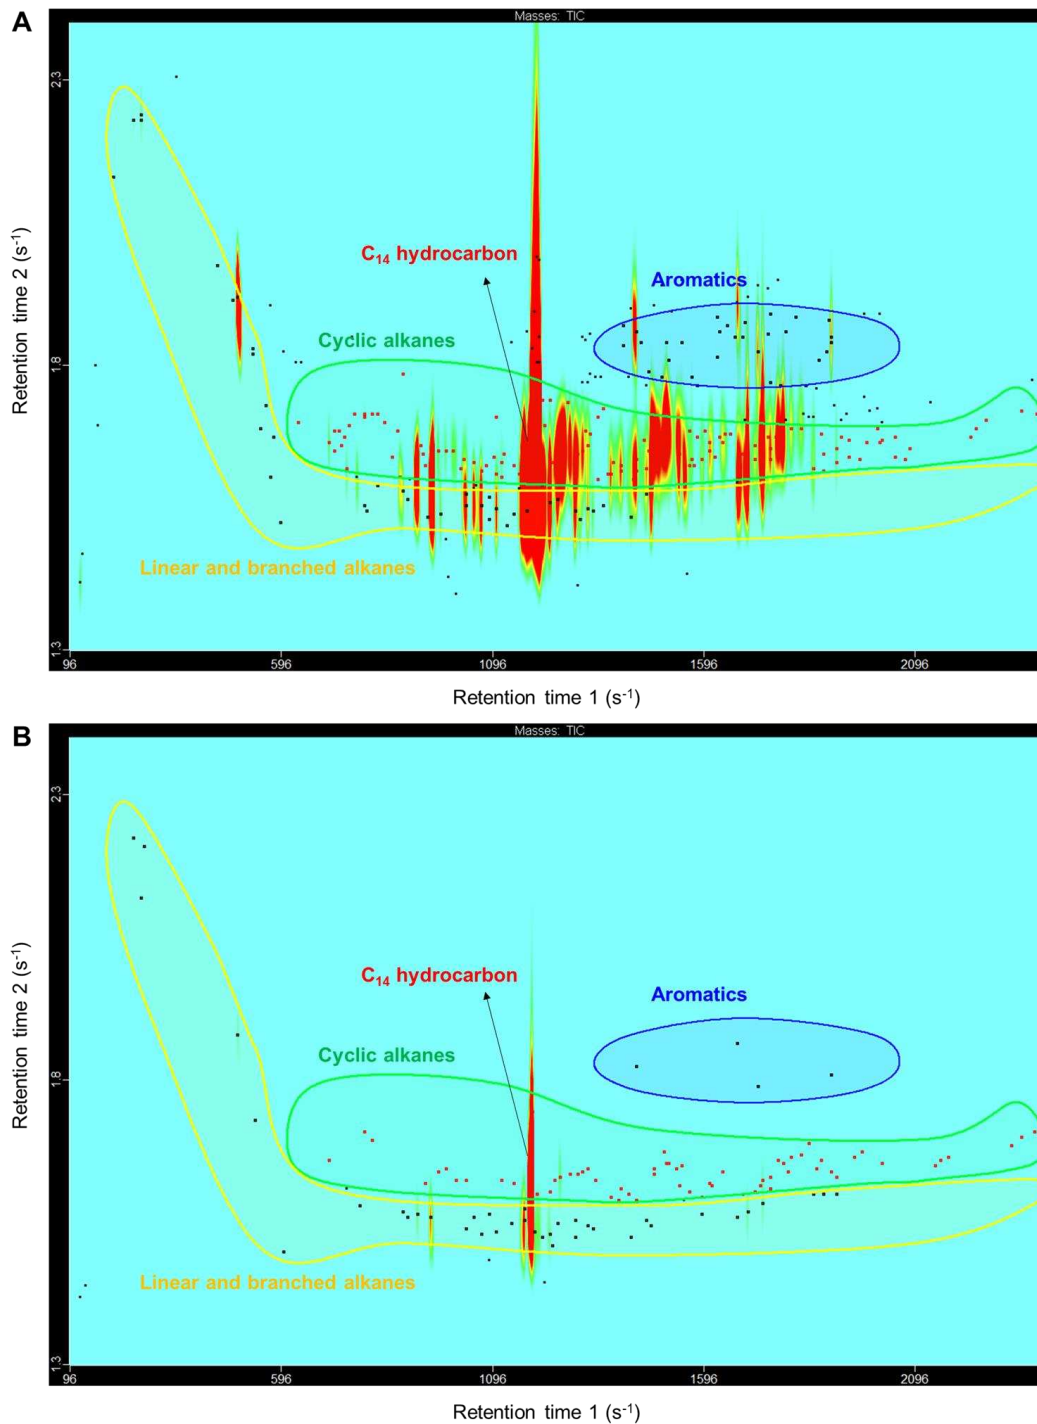 A
Masses: TIC
2.3
C₁₄ hydrocarbon
Aromatics
Cyclic alkanes
1.8
Linear and branched alkanes
1.3
96 596 1096 1596 2096
Retention time 2 (s⁻¹)
Retention time 1 (s⁻¹)
B
Masses: TIC
2.3
C₁₄ hydrocarbon
Aromatics
Cyclic alkanes
1.8
Linear and branched alkanes
1.3
96 596 1096 1596 2096
Retention time 2 (s⁻¹)
Retention time 1 (s⁻¹)